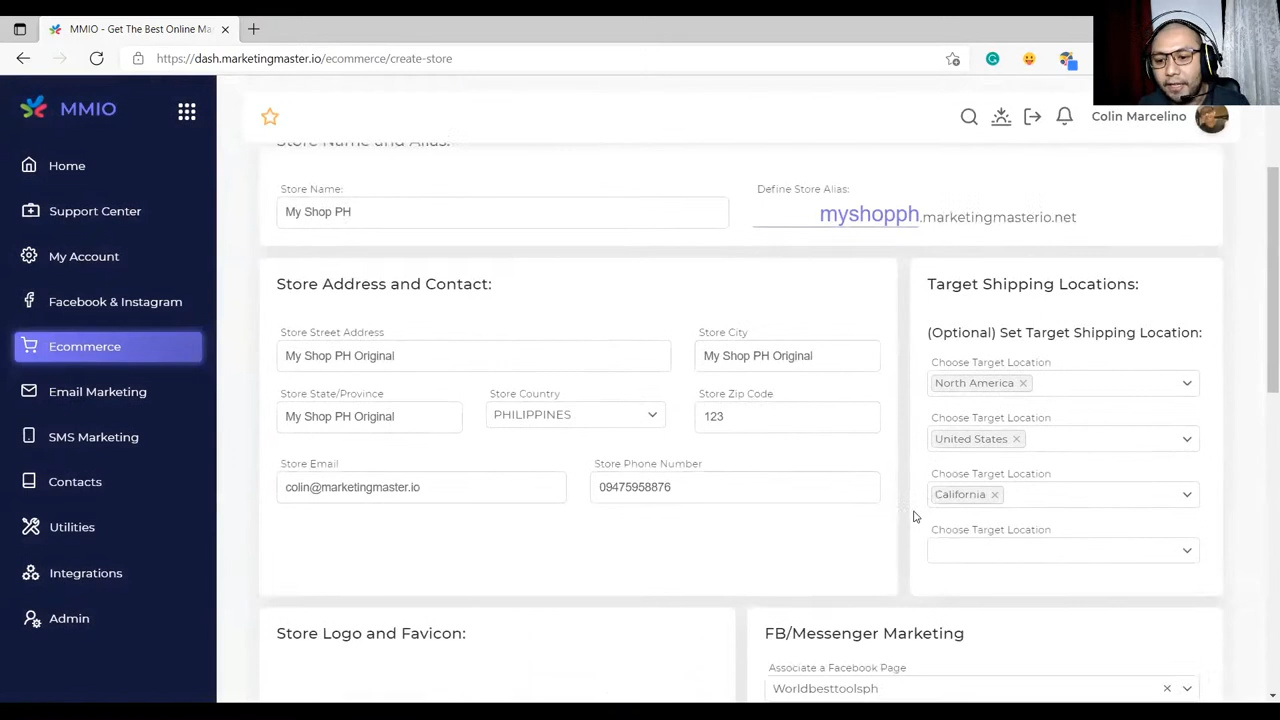 MMIO - Get The Best Online Ma
https://dash.marketingmaster.io/ecommerce/create-store
MMIO
Colin Marcelino
Home
Support Center
My Account
Facebook & Instagram
Ecommerce
Email Marketing
SMS Marketing
Contacts
Utilities
Integrations
Admin
Store Name and Alias:
Store Name:
My Shop PH
Define Store Alias:
myshopph.marketingmasterio.net
Store Address and Contact:
Store Street Address
My Shop PH Original
Store City
My Shop PH Original
Store State/Province
My Shop PH Original
Store Country
PHILIPPINES
Store Zip Code
123
Store Email
colin@marketingmaster.io
Store Phone Number
09475958876
Target Shipping Locations:
(Optional) Set Target Shipping Location:
Choose Target Location
North America
Choose Target Location
United States
Choose Target Location
California
Choose Target Location
Store Logo and Favicon:
FB/Messenger Marketing
Associate a Facebook Page
Worldbesttoolsph